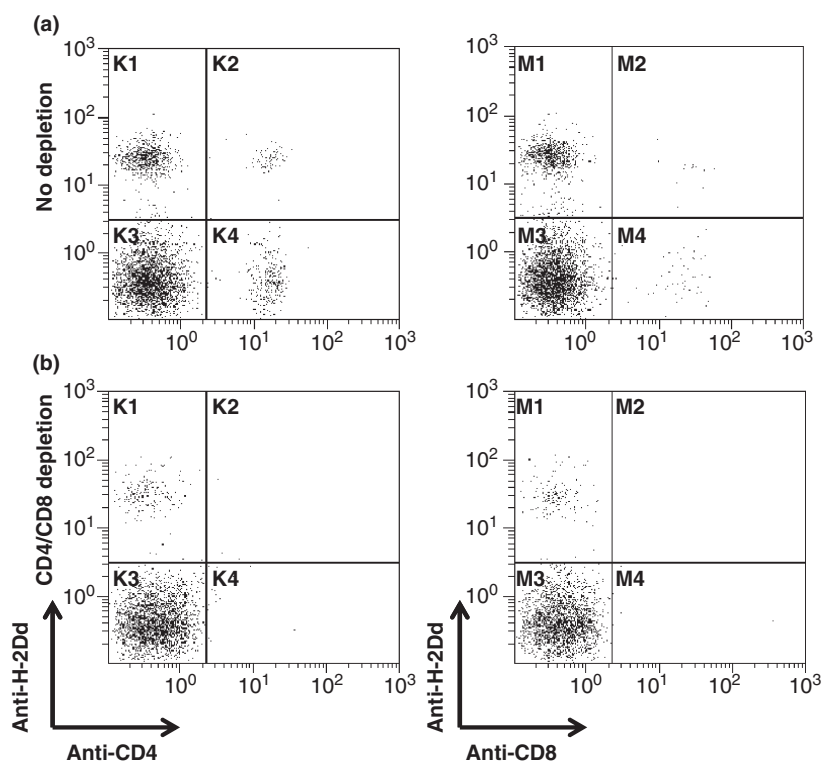 (a)
No depletion
10³
10²
10¹
10⁰
K1 K2
K3 K4
10⁰ 10¹ 10² 10³
10³
10²
10¹
10⁰
M1 M2
M3 M4
10⁰ 10¹ 10² 10³
(b)
CD4/CD8 depletion
10³
10²
10¹
10⁰
K1 K2
K3 K4
10⁰ 10¹ 10² 10³
Anti-H-2Dd
Anti-CD4
10³
10²
10¹
10⁰
M1 M2
M3 M4
10⁰ 10¹ 10² 10³
Anti-H-2Dd
Anti-CD8